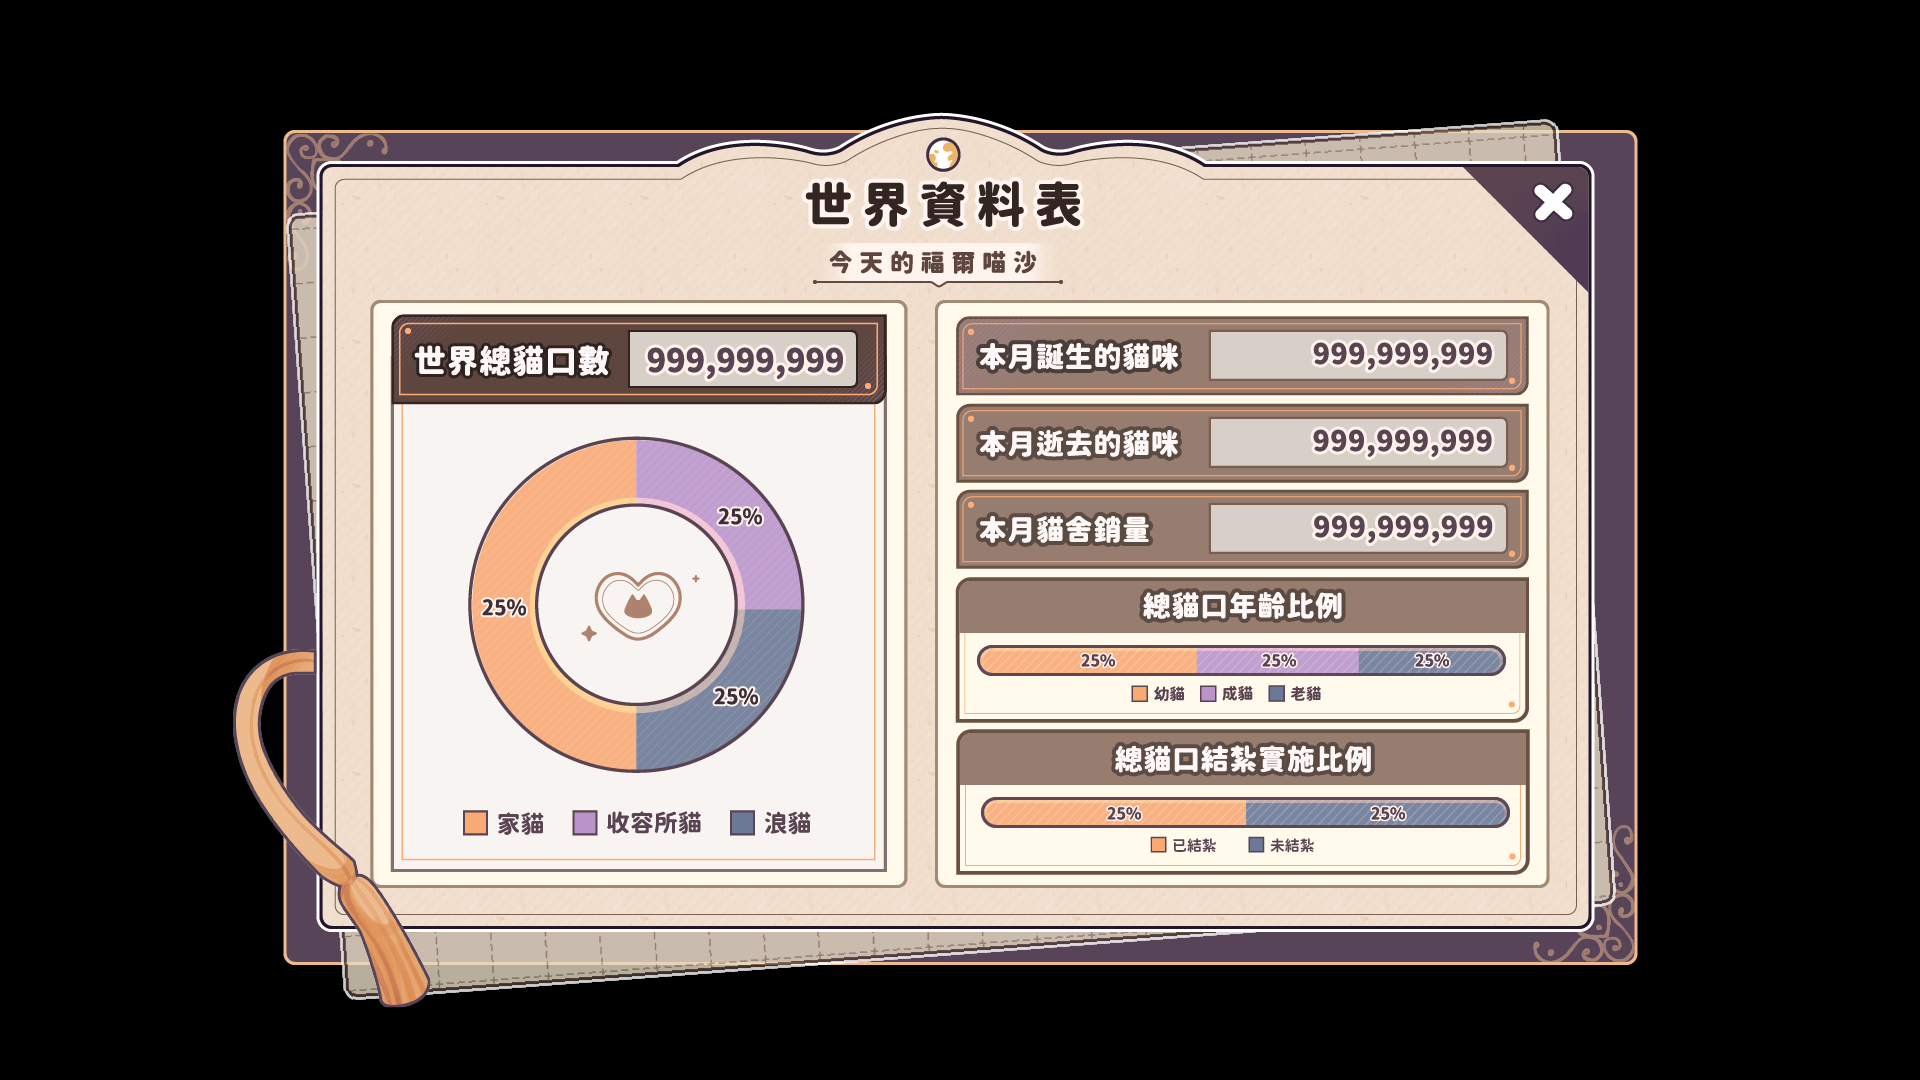 世界資料表
今天的福爾喵沙
世界總貓口數 999,999,999
25%
25%
25%
家貓 收容所貓 浪貓
本月誕生的貓咪 999,999,999
本月逝去的貓咪 999,999,999
本月貓舍銷量 999,999,999
總貓口年齡比例
25% 25% 25%
幼貓 成貓 老貓
總貓口結紮實施比例
25% 25%
已結紮 未結紮